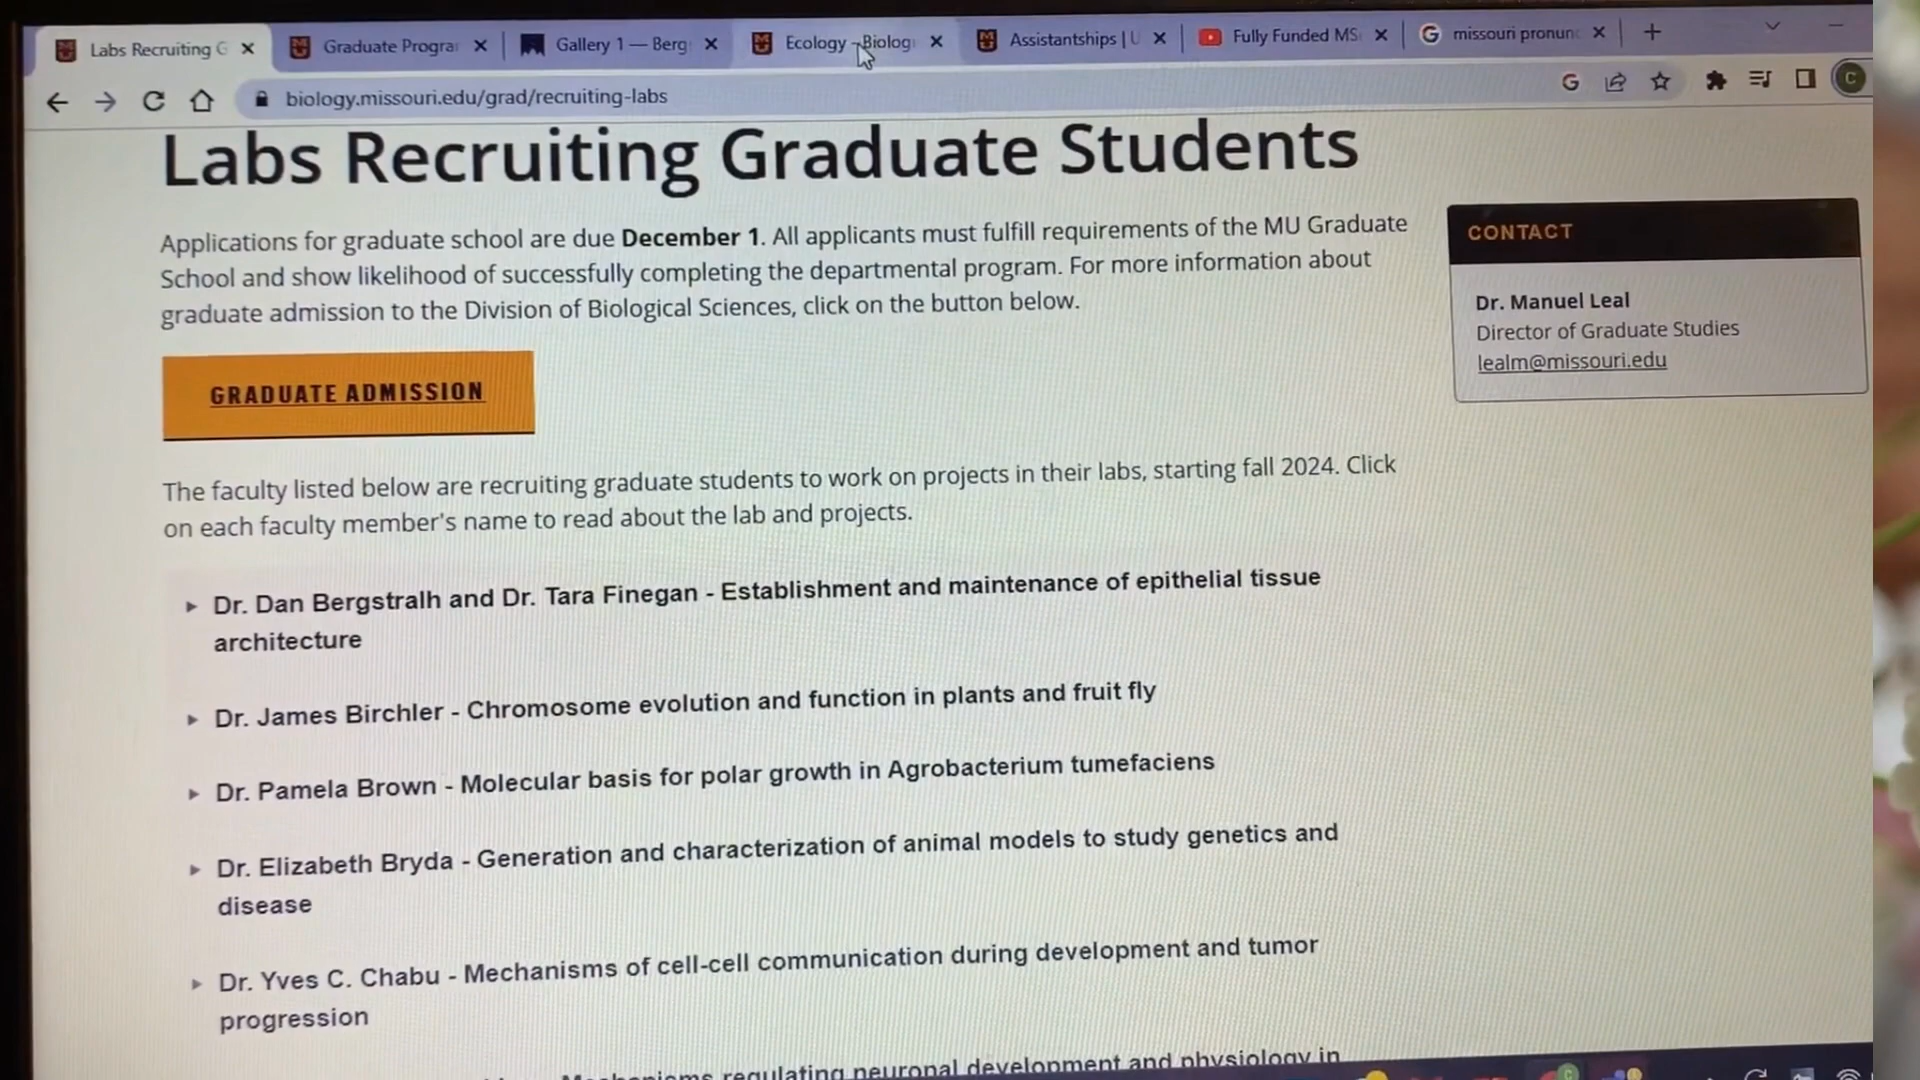 Labs Recruiting G
Graduate Progra
Gallery 1 — Berg
Ecology - Biolog
Assistantships | U
Fully Funded MS
missouri pronun
biology.missouri.edu/grad/recruiting-labs
Labs Recruiting Graduate Students
Applications for graduate school are due December 1. All applicants must fulfill requirements of the MU Graduate
School and show likelihood of successfully completing the departmental program. For more information about
graduate admission to the Division of Biological Sciences, click on the button below.
GRADUATE ADMISSION
CONTACT
Dr. Manuel Leal
Director of Graduate Studies
lealm@missouri.edu
The faculty listed below are recruiting graduate students to work on projects in their labs, starting fall 2024. Click
on each faculty member's name to read about the lab and projects.
Dr. Dan Bergstralh and Dr. Tara Finegan - Establishment and maintenance of epithelial tissue
architecture
Dr. James Birchler - Chromosome evolution and function in plants and fruit fly
Dr. Pamela Brown - Molecular basis for polar growth in Agrobacterium tumefaciens
Dr. Elizabeth Bryda - Generation and characterization of animal models to study genetics and
disease
Dr. Yves C. Chabu - Mechanisms of cell-cell communication during development and tumor
progression
Mechanisms regulating neuronal development and physiology in